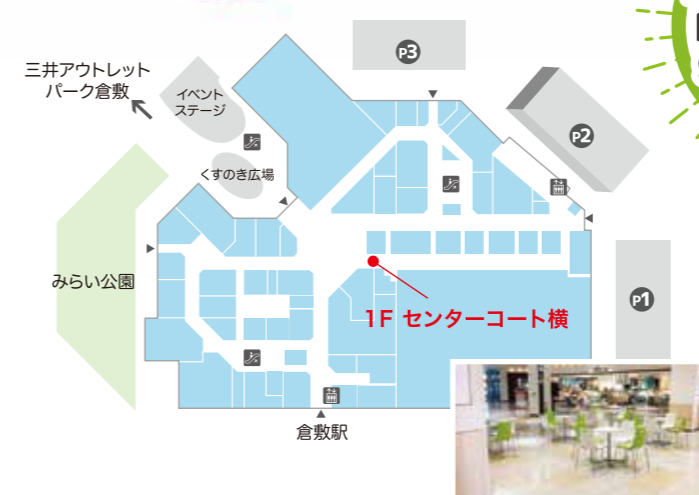 三井アウトレット
パーク倉敷
イベント
ステージ
くすのき広場
みらい公園
P3
P2
P1
1F センターコート横
倉敷駅